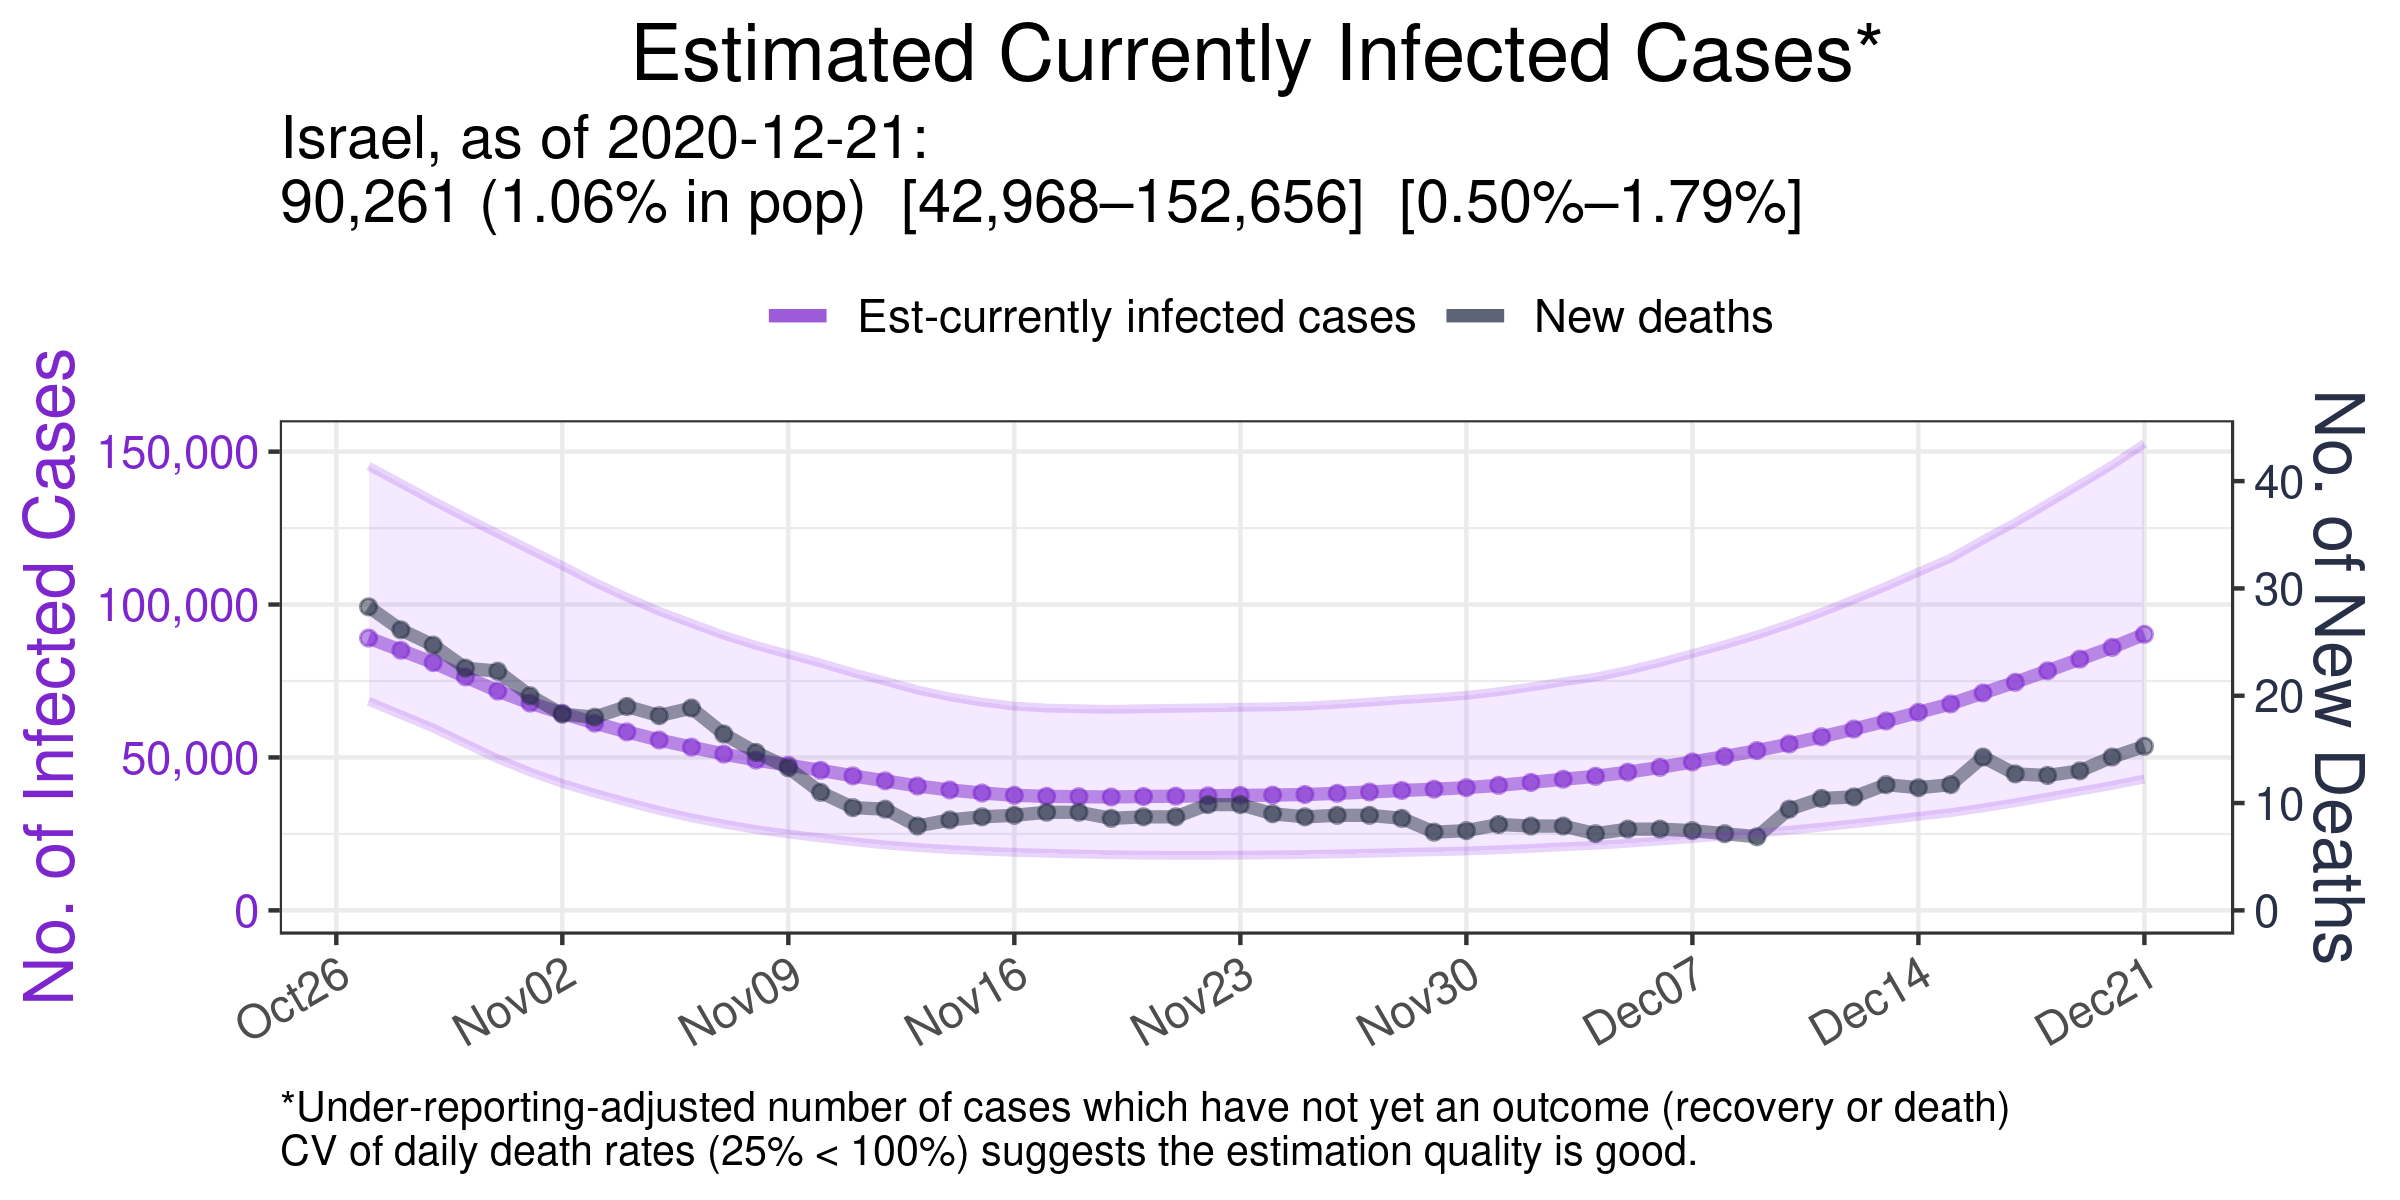 Estimated Currently Infected Cases*
Israel, as of 2020-12-21:
90,261 (1.06% in pop)  [42,968–152,656]  [0.50%–1.79%]
Est-currently infected cases
New deaths
No. of Infected Cases
150,000
100,000
50,000
0
No. of New Deaths
40
30
20
10
0
Oct26
Nov02
Nov09
Nov16
Nov23
Nov30
Dec07
Dec14
Dec21
*Under-reporting-adjusted number of cases which have not yet an outcome (recovery or death)
CV of daily death rates (25% < 100%) suggests the estimation quality is good.